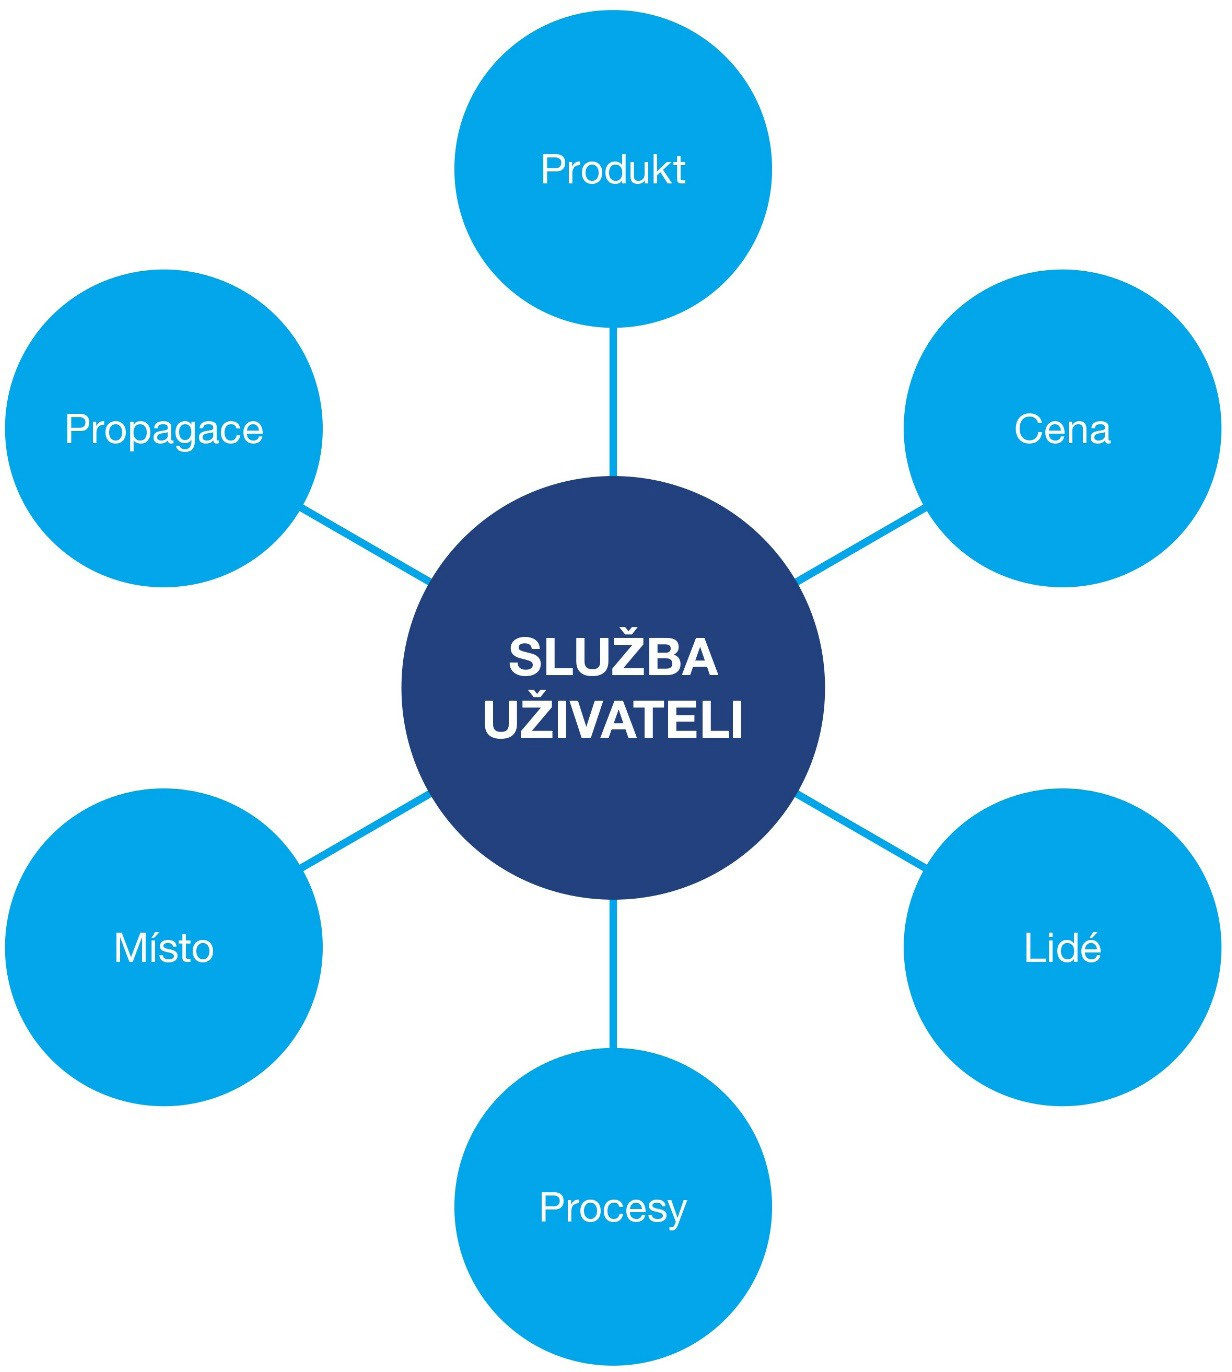 Produkt
Propagace
Cena
SLUŽBA
UŽIVATELI
Místo
Lidé
Procesy